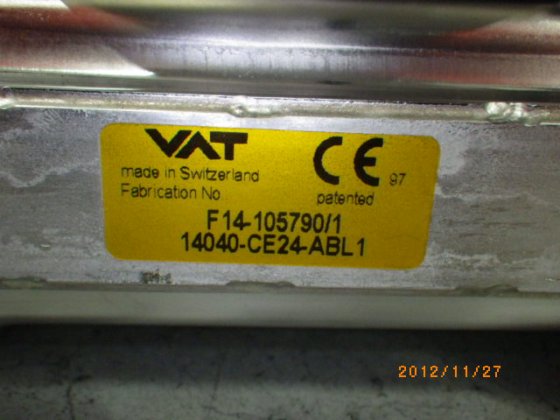 VAT
made in Switzerland
Fabrication No
CE 97
patented
F14-105790/1
14040-CE24-ABL1
2012/11/27